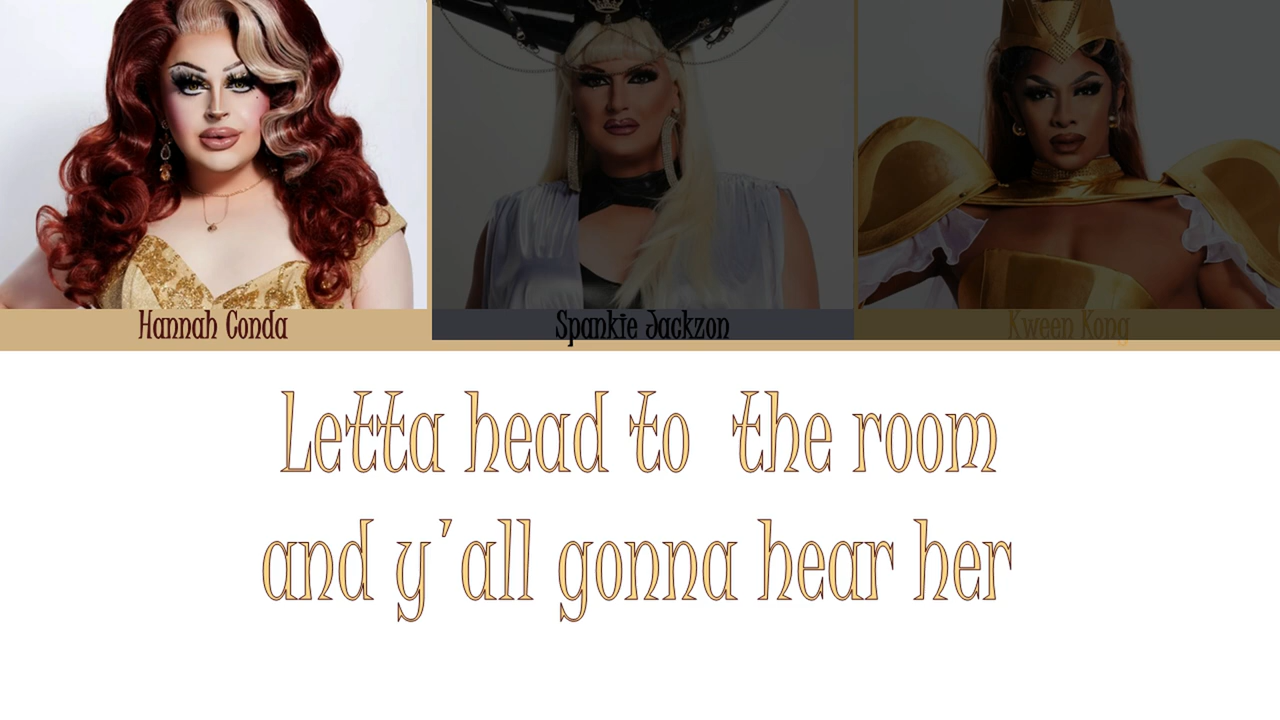 Hannah Conda
Spankie Jackzon
Kween Kong
Letta head to the room
and y'all gonna hear her